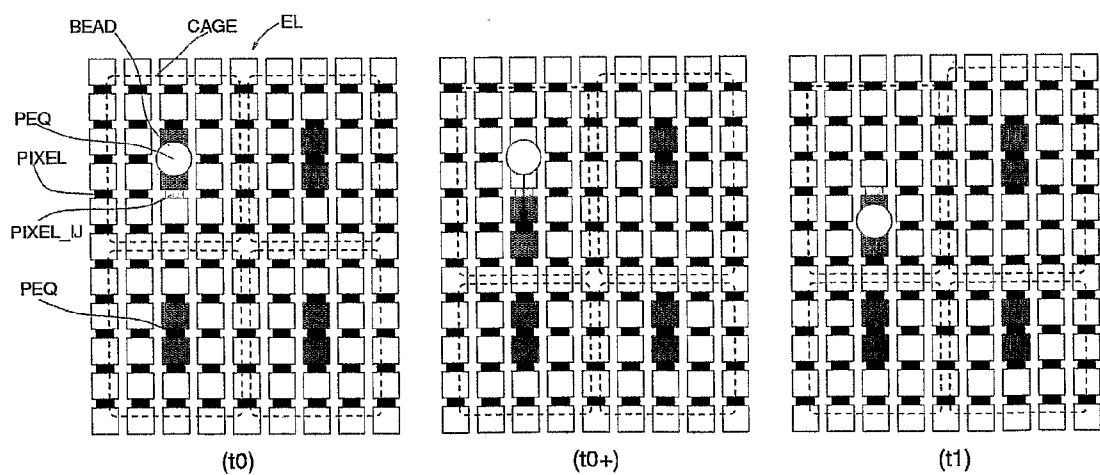 BEAD
CAGE
EL
PEQ
PIXEL
PIXEL_IJ
PEQ
(t0)
(t0+)
(t1)